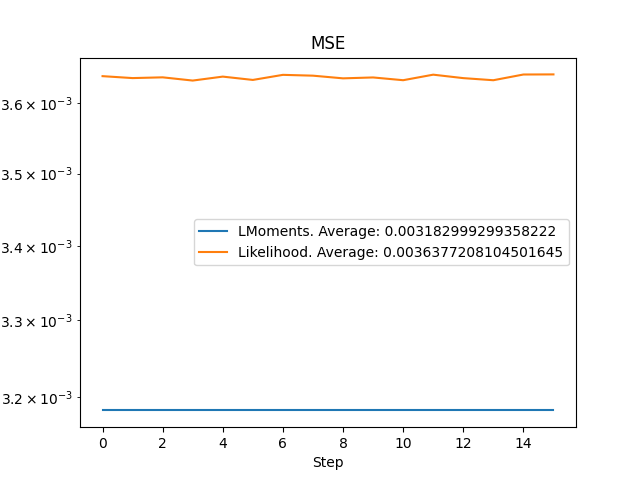 MSE
3.6 × 10⁻³
3.5 × 10⁻³
3.4 × 10⁻³
3.3 × 10⁻³
3.2 × 10⁻³
LMoments. Average: 0.003182999299358222
Likelihood. Average: 0.0036377208104501645
0 2 4 6 8 10 12 14
Step